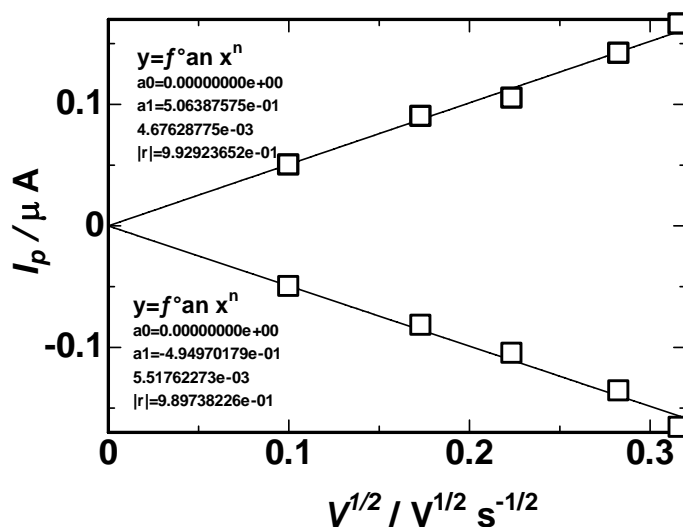 y=f°an xⁿ
a0=0.00000000e+00
a1=5.06387575e-01
4.67628775e-03
|r|=9.92923652e-01
0.1
0
-0.1
I_p / μ A
y=f°an xⁿ
a0=0.00000000e+00
a1=-4.94970179e-01
5.51762273e-03
|r|=9.89738226e-01
0 0.1 0.2 0.3
V^{1/2} / V^{1/2} s^{-1/2}